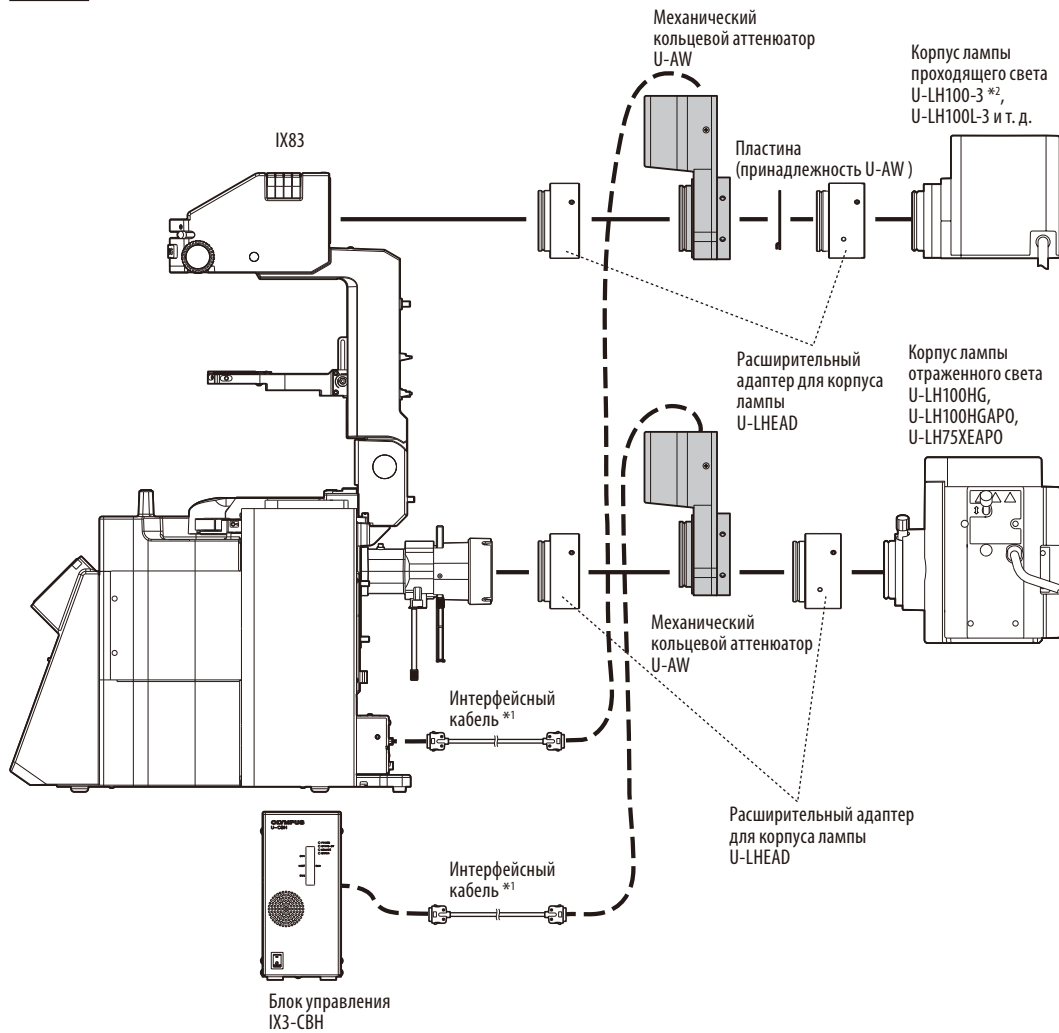 Механический
кольцевой аттенюатор
U-AW
Корпус лампы
проходящего света
U-LH100-3 *2,
U-LH100L-3 и т. д.
IX83
Пластина
(принадлежность U-AW )
Расширительный
адаптер для корпуса
лампы
U-LHEAD
Корпус лампы
отраженного света
U-LH100HG,
U-LH100HGAPO,
U-LH75XEAPO
Механический
кольцевой аттенюатор
U-AW
Интерфейсный
кабель *1
Расширительный адаптер
для корпуса лампы
U-LHEAD
OLYMPUS
U-CBH
Интерфейсный
кабель *1
Блок управления
IX3-CBH